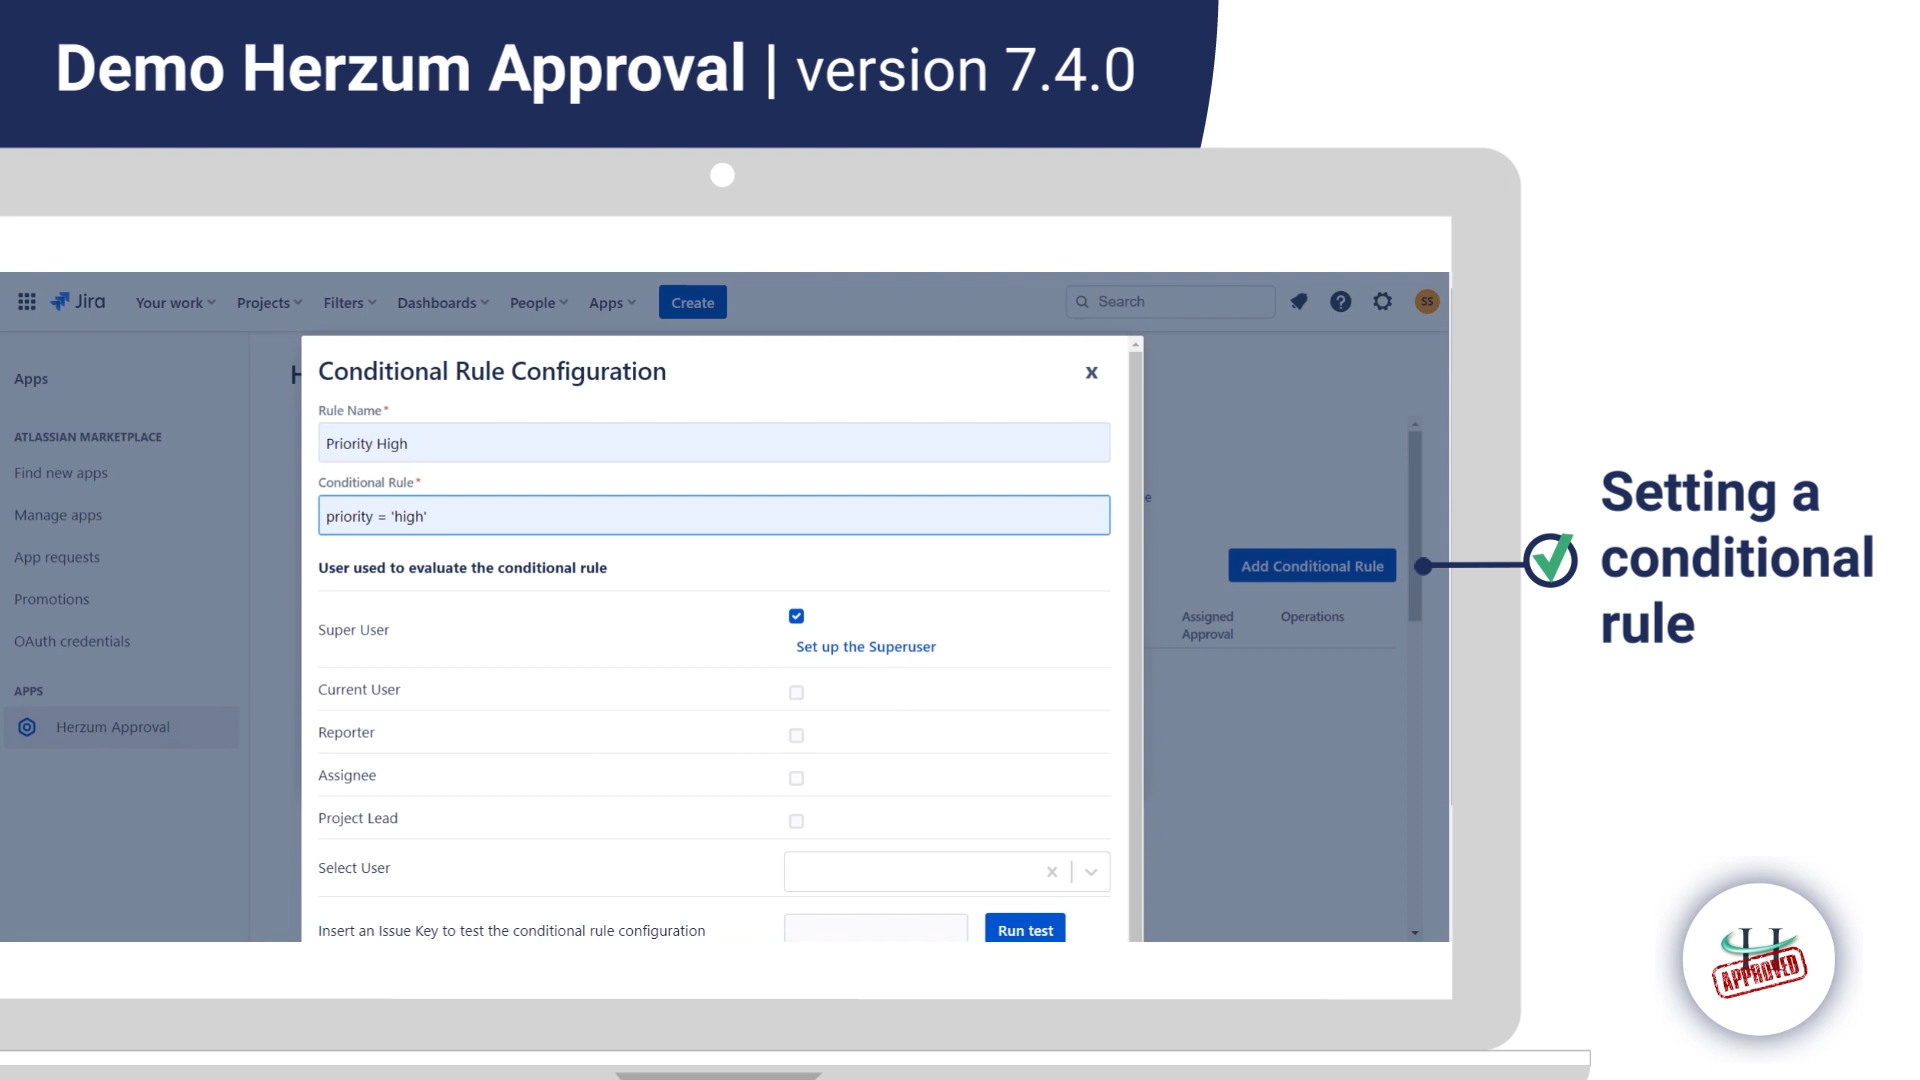 Demo Herzum Approval | version 7.4.0
Jira
Your work
Projects
Filters
Dashboards
People
Apps
Create
Search
SS
Apps
ATLASSIAN MARKETPLACE
Find new apps
Manage apps
App requests
Promotions
OAuth credentials
APPS
Herzum Approval
H
Conditional Rule Configuration
x
Rule Name*
Priority High
Conditional Rule*
priority = 'high'
User used to evaluate the conditional rule
Super User
Set up the Superuser
Current User
Reporter
Assignee
Project Lead
Select User
Insert an Issue Key to test the conditional rule configuration
Run test
e
Add Conditional Rule
Assigned
Approval
Operations
Setting a
conditional
rule
H
APPROVED